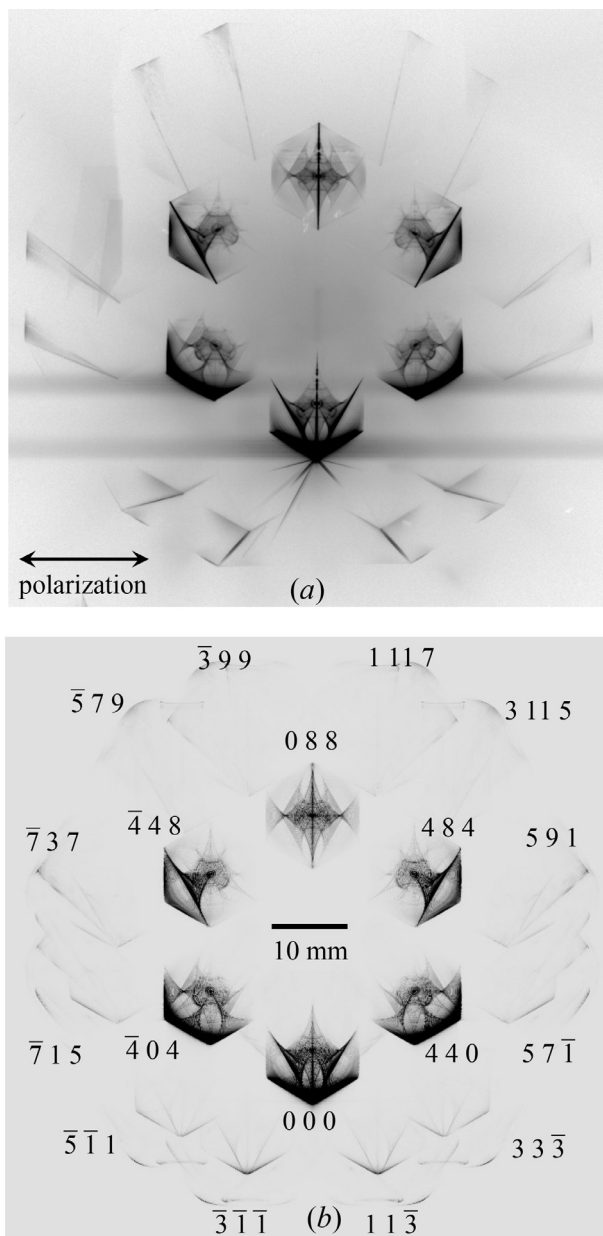 polarization
(a)
3̅ 9 9
1 11 7
5̅ 7 9
3 11 5
0 8 8
7̅ 3 7
4̅ 4 8
4 8 4
5 9 1
10 mm
7̅ 1 5
4̅ 0 4
4 4 0
5 7 1̅
0 0 0
5̅ 1̅ 1
3 3 3̅
3̅ 1̅ 1̅
(b)
1 1 3̅